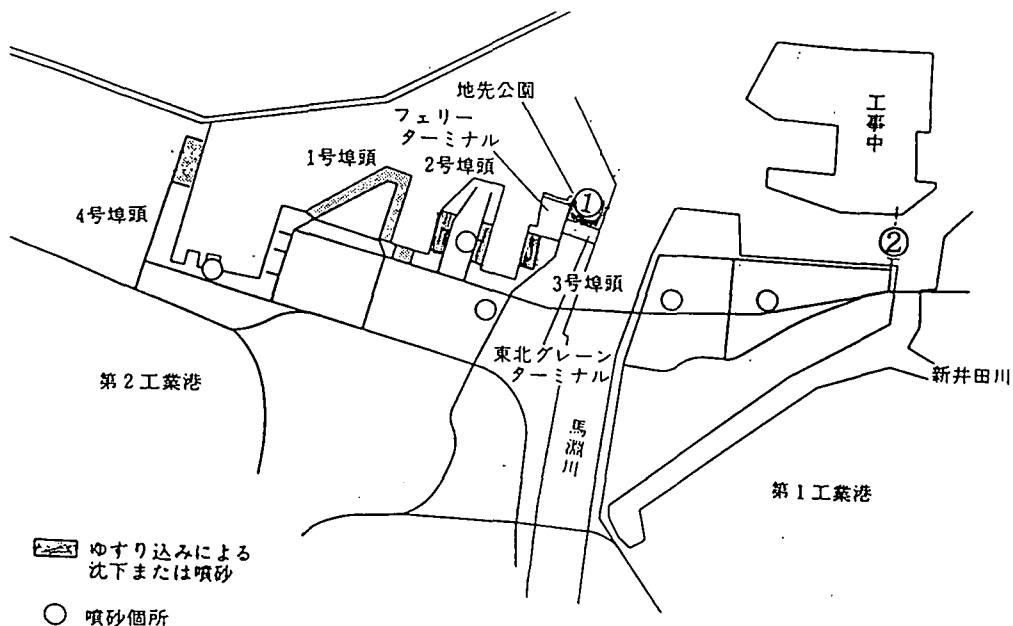 地先公園
フェリー
ターミナル
1号埠頭
2号埠頭
4号埠頭
3号埠頭
①
②
工事中
東北グレーン
ターミナル
新井田川
馬淵川
第2工業港
第1工業港
ゆすり込みによる
沈下または噴砂
噴砂個所